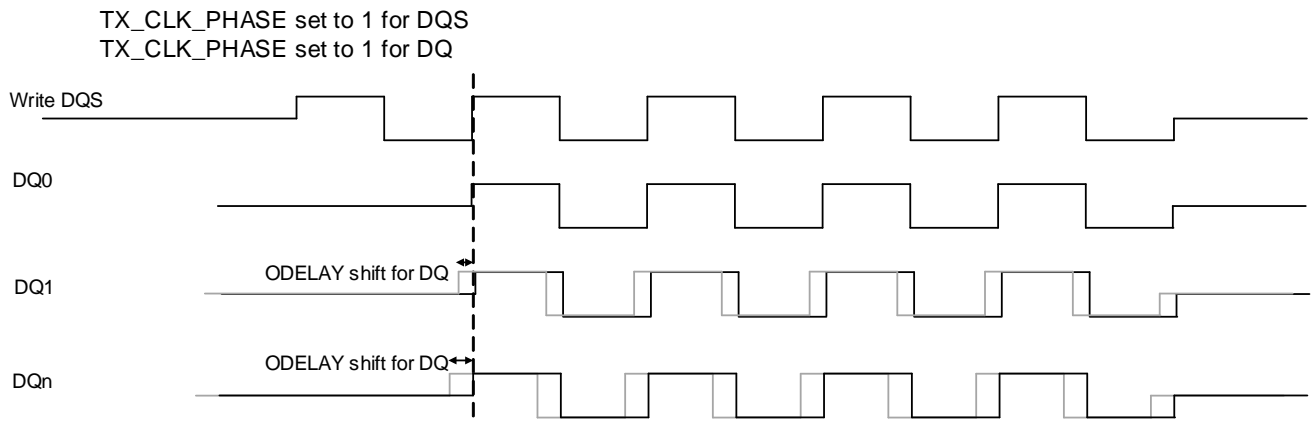 TX_CLK_PHASE set to 1 for DQS
TX_CLK_PHASE set to 1 for DQ
Write DQS
DQ0
ODELAY shift for DQ
DQ1
ODELAY shift for DQ
DQn